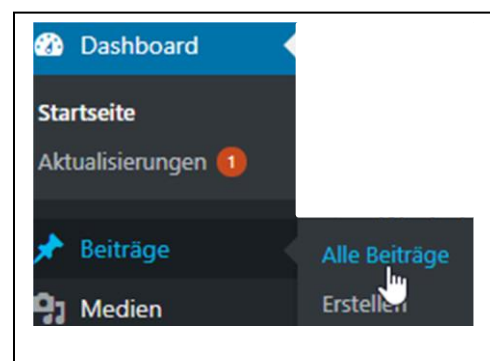 Dashboard
Startseite
Aktualisierungen 1
Beiträge
Alle Beiträge
Medien
Erstellen